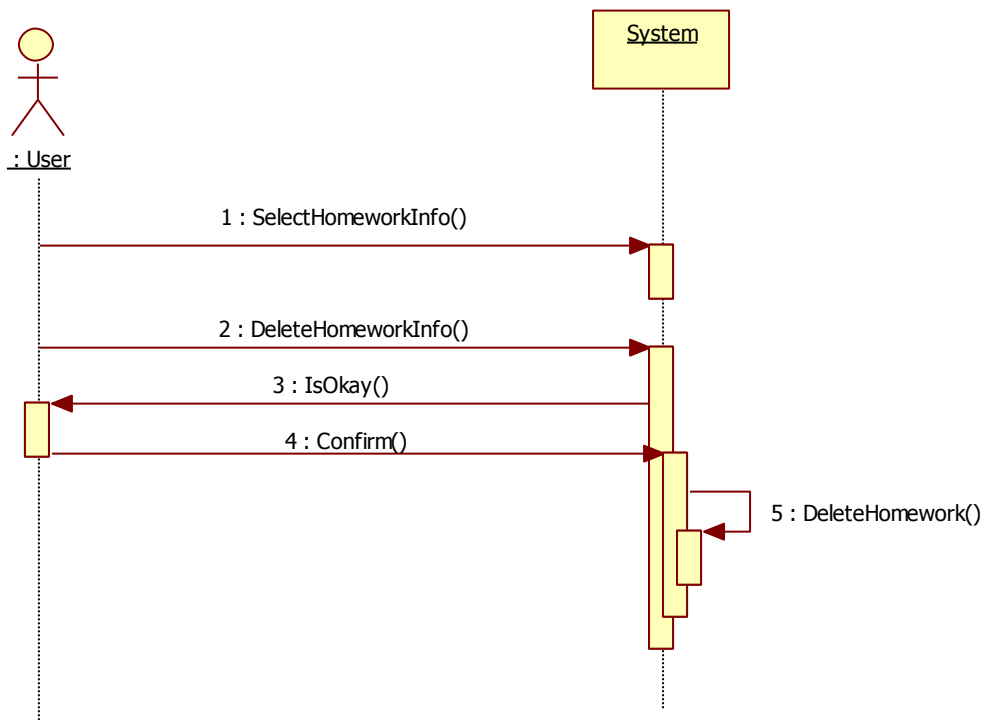 System
: User
1 : SelectHomeworkInfo()
2 : DeleteHomeworkInfo()
3 : IsOkay()
4 : Confirm()
5 : DeleteHomework()